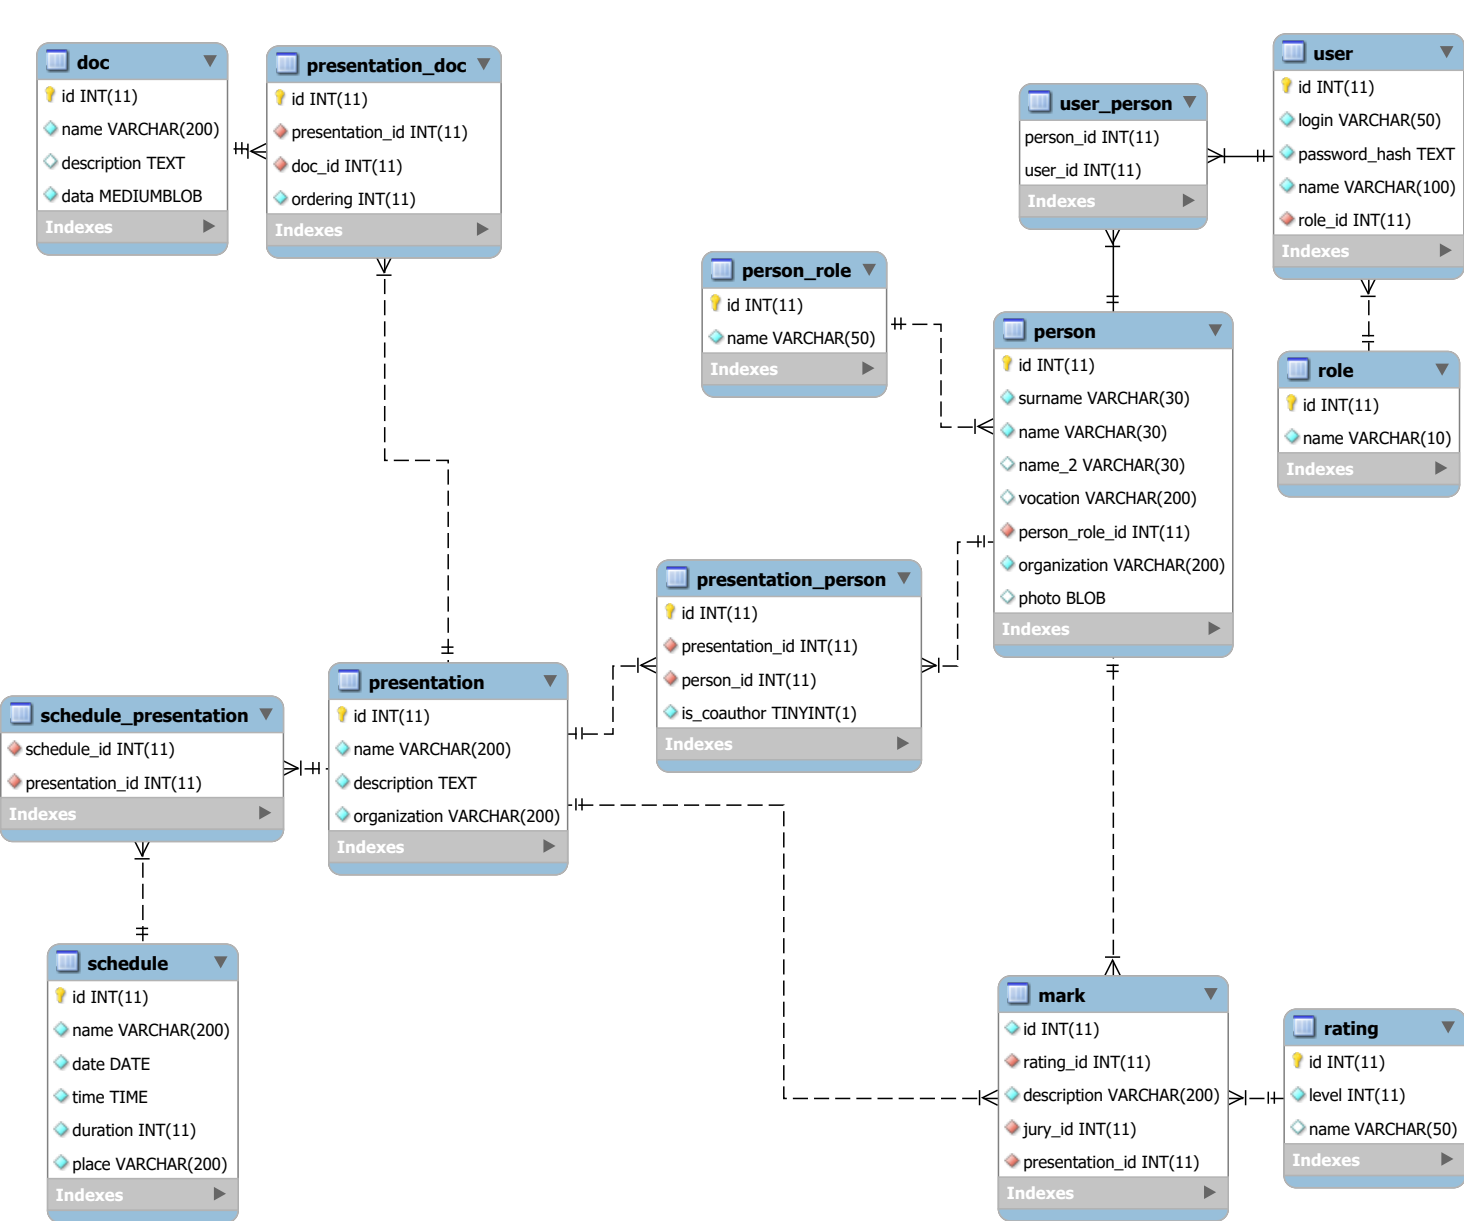 doc
id INT(11)
name VARCHAR(200)
description TEXT
data MEDIUMBLOB
Indexes
presentation_doc
id INT(11)
presentation_id INT(11)
doc_id INT(11)
ordering INT(11)
Indexes
user_person
person_id INT(11)
user_id INT(11)
Indexes
user
id INT(11)
login VARCHAR(50)
password_hash TEXT
name VARCHAR(100)
role_id INT(11)
Indexes
person_role
id INT(11)
name VARCHAR(50)
Indexes
person
id INT(11)
surname VARCHAR(30)
name VARCHAR(30)
name_2 VARCHAR(30)
vocation VARCHAR(200)
person_role_id INT(11)
organization VARCHAR(200)
photo BLOB
Indexes
role
id INT(11)
name VARCHAR(10)
Indexes
presentation_person
id INT(11)
presentation_id INT(11)
person_id INT(11)
is_coauthor TINYINT(1)
Indexes
schedule_presentation
schedule_id INT(11)
presentation_id INT(11)
Indexes
presentation
id INT(11)
name VARCHAR(200)
description TEXT
organization VARCHAR(200)
Indexes
schedule
id INT(11)
name VARCHAR(200)
date DATE
time TIME
duration INT(11)
place VARCHAR(200)
Indexes
mark
id INT(11)
rating_id INT(11)
description VARCHAR(200)
jury_id INT(11)
presentation_id INT(11)
Indexes
rating
id INT(11)
level INT(11)
name VARCHAR(50)
Indexes